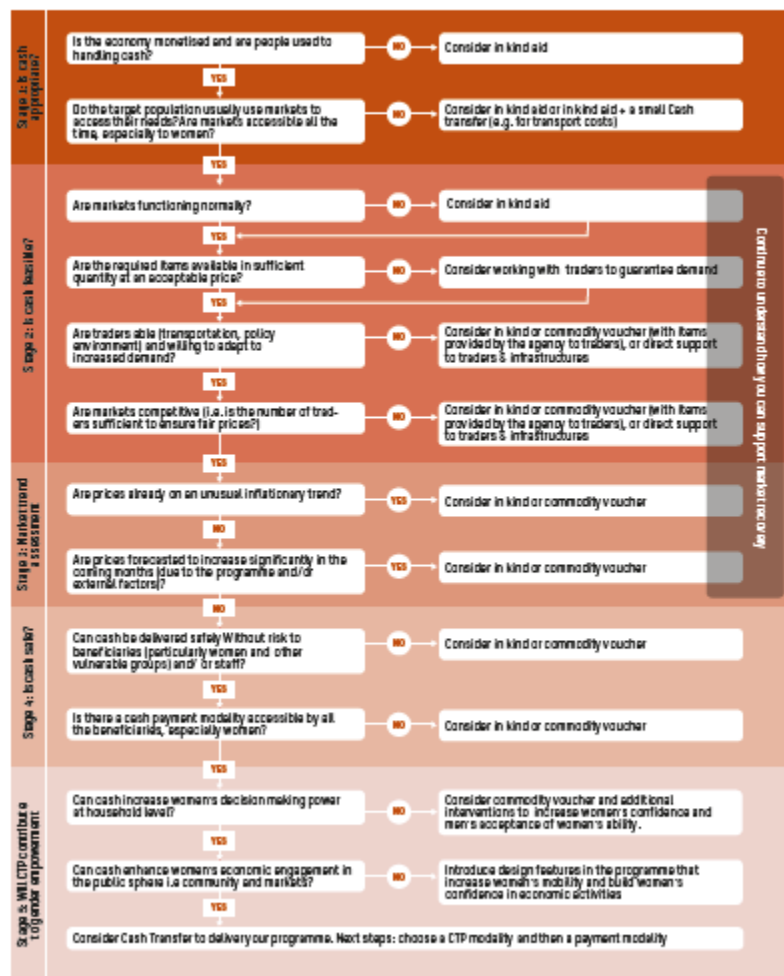 Stage 1: Is cash
appropriate?
Is the economy monetised and are people used to
handling cash?
NO
Consider in kind aid
YES
Do the target population usually use markets to
access their needs? Are markets accessible all the
time, especially to women?
NO
Consider in kind aid or in kind aid + a small Cash
transfer (e.g. for transport costs)
YES
Stage 2: Is cash feasible?
Are markets functioning normally?
NO
Consider in kind aid
YES
Are the required items available in sufficient
quantity at an acceptable price?
NO
Consider working with traders to guarantee demand
YES
Are traders able (transportation, policy
environment) and willing to adapt to
increased demand?
NO
Consider in kind or commodity voucher (with items
provided by the agency to traders), or direct support
to traders & infrastructures
YES
Are markets competitive (i.e. is the number of trad-
ers sufficient to ensure fair prices?)
NO
Consider in kind or commodity voucher (with items
provided by the agency to traders), or direct support
to traders & infrastructures
YES
Continue to understand how you can support market recovery
Stage 3: Market trend
assessment
Are prices already on an unusual inflationary trend?
YES
Consider in kind or commodity voucher
NO
Are prices forecasted to increase significantly in the
coming months (due to the programme and/or
external factors)?
YES
Consider in kind or commodity voucher
NO
Stage 4: Is cash safe?
Can cash be delivered safely Without risk to
beneficiaries (particularly women and other
vulnerable groups) and/ or staff?
NO
Consider in kind or commodity voucher
YES
Is there a cash payment modality accessible by all
the beneficiaries, especially women?
NO
Consider in kind or commodity voucher
YES
Stage 5: Will CTP contribute
to gender empowerment
Can cash increase women's decision making power
at household level?
NO
Consider commodity voucher and additional
interventions to increase women's confidence and
men's acceptance of women's ability.
YES
Can cash enhance women's economic engagement in
the public sphere i.e community and markets?
NO
Introduce design features in the programme that
increase women's mobility and build women's
confidence in economic activities
YES
Consider Cash Transfer to delivery your programme. Next steps: choose a CTP modality and then a payment modality